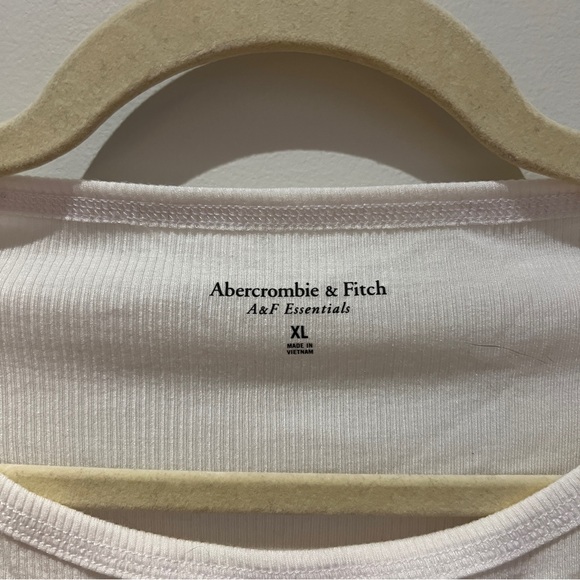 Abercrombie & Fitch
A&F Essentials
XL
MADE IN
VIETNAM